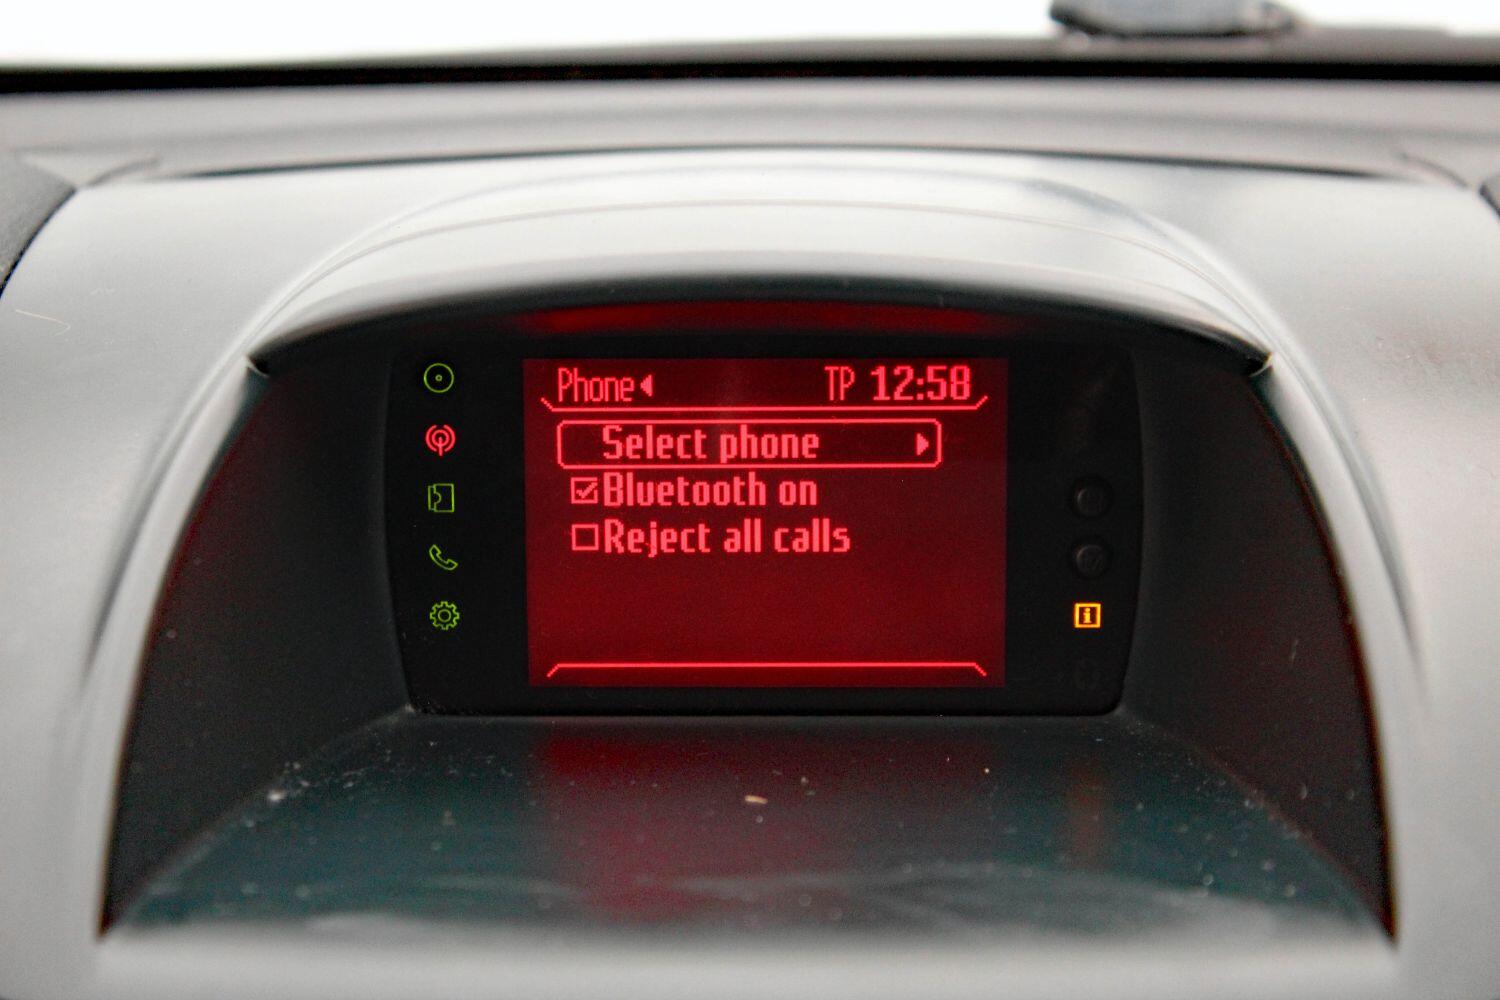 Phone TP 12:58
Select phone
Bluetooth on
Reject all calls
i